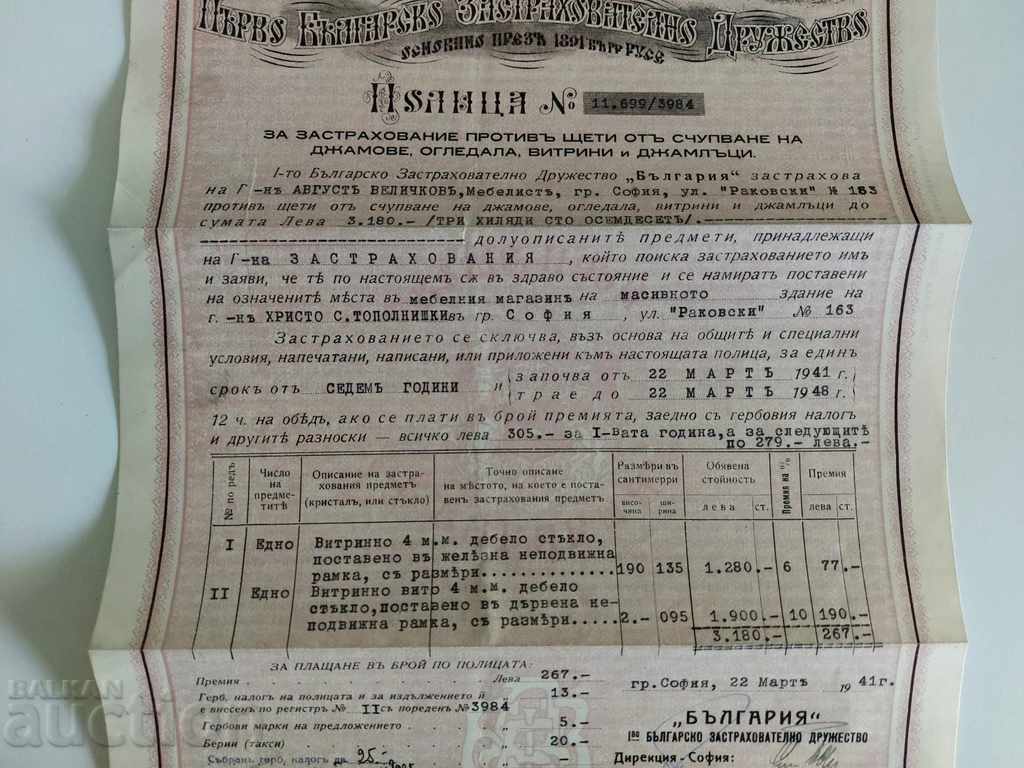 Първо Българско Застрахователно Дружество
основано презъ 1891 въ гр Русе
Полица № 11.699/3984
ЗА ЗАСТРАХОВАНИЕ ПРОТИВЪ ЩЕТИ ОТЪ СЧУПВАНЕ НА
ДЖАМОВЕ, ОГЛЕДАЛА, ВИТРИНИ и ДЖАМЛЪЦИ.
I-то Българско Застрахователно Дружество „България“ застрахова
на Г-нъ АВГУСТЪ ВЕЛИЧКОВЪ, Мебелистъ, гр. София, ул. "Раковски" № 163
противъ щети отъ счупване на джамове, огледала, витрини и джамлъци до
сумата Лева 3.180.- /ТРИ ХИЛЯДИ СТО ОСЕМДЕСЕТЬ/.-
долуописанитѣ предмети, принадлежащи
на Г-на ЗАСТРАХОВАНИЯ, който поиска застрахованието имъ
и заяви, че тѣ по настоящемъ сѫ въ здраво състояние и се намиратъ поставени
на означенитѣ мѣста въ мебелния магазинъ на масивното здание на
г. -нъ ХРИСТО С. ТОПОЛНИШКИ въ гр. София, ул. "Раковски" № 163
Застрахованието се сключва, възъ основа на общитѣ и специални
условия, напечатани, написани, или приложени къмъ настоящата полица, за единъ
срокъ отъ СЕДЕМЬ ГОДИНИ и започва отъ 22 МАРТЪ 1941 г.
трае до 22 МАРТЪ 1948 г.
12 ч. на обѣдъ, ако се плати въ брой премията, заедно съ гербовия налогъ
и другитѣ разноски — всичко лева 305.- за I-вата година, а за следующитѣ
по 279.- лева.-
№ по редъ Число на предметитѣ Описание на застрахования предметъ (кристалъ, или стъкло) Точно описание на мѣстото, на което е поставенъ застрахования предметъ Размѣри въ сантиметри височина ширина Обявена стойность лева ст. Премия на % Премия лева ст.
I Едно Витринно 4 м.м. дебело стъкло,
поставено въ желѣзна неподвижна
рамка, съ размѣри.............. 190 135 1.280.- 6 77.-
II Едно Витринно вито 4 м.м. дебело
стъкло, поставено въ дървена не-
подвижна рамка, съ размѣри..... 2.- 095 1.900.- 10 190.-
3.180.- 267.-
ЗА ПЛАЩАНЕ ВЪ БРОЙ ПО ПОЛИЦАТА:
Премия . . . Лева 267.-
Герб. налогъ на полицата и за издължението ѝ
е внесенъ по регистръ № II съ пореденъ № 3984 „ 13.-
Гербови марки на предложението . . . „ 5.-
Берии (такси) . . . „ 20.-
Събранъ герб. налогъ лв. 25.-
гр. София, 22 Мартъ 1941г.
„БЪЛГАРИЯ“
1во БЪЛГАРСКО ЗАСТРАХОВАТЕЛНО ДРУЖЕСТВО
Дирекция - София:
BALKAN
auction